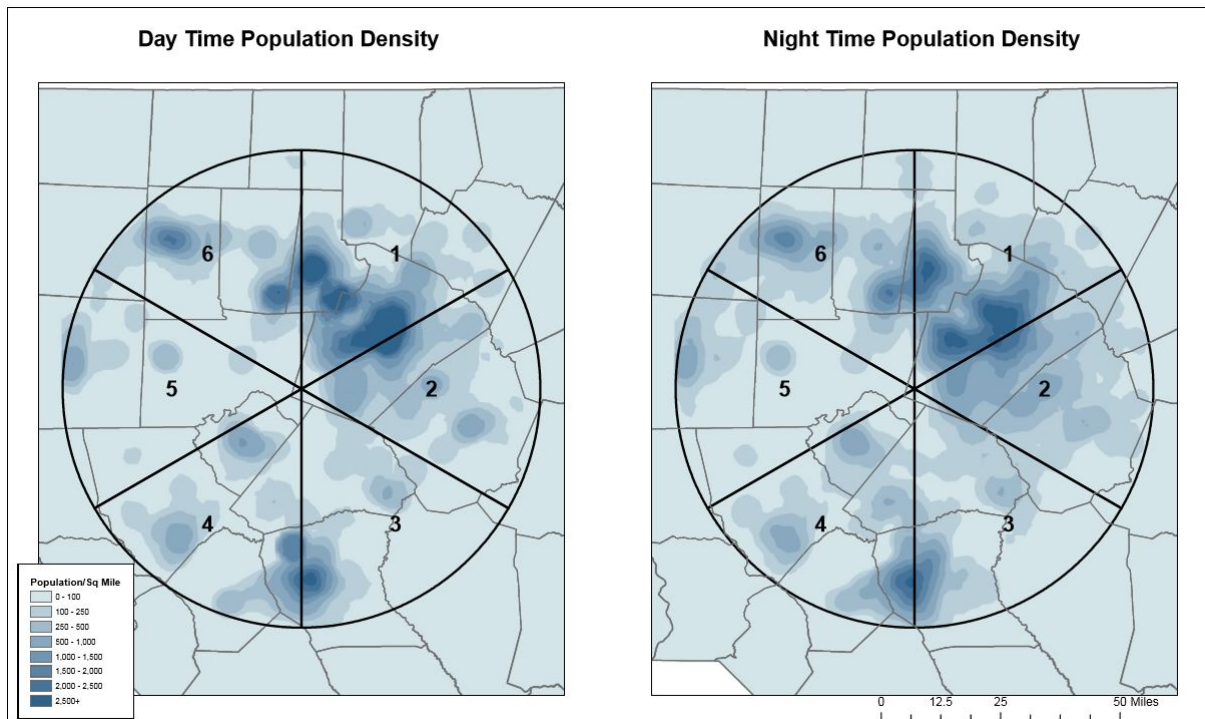 Day Time Population Density
Night Time Population Density
6
1
5
2
4
3
6
1
5
2
4
3
Population/Sq Mile
0 - 100
100 - 250
250 - 500
500 - 1,000
1,000 - 1,500
1,500 - 2,000
2,000 - 2,500
2,500+
0 12.5 25 50 Miles